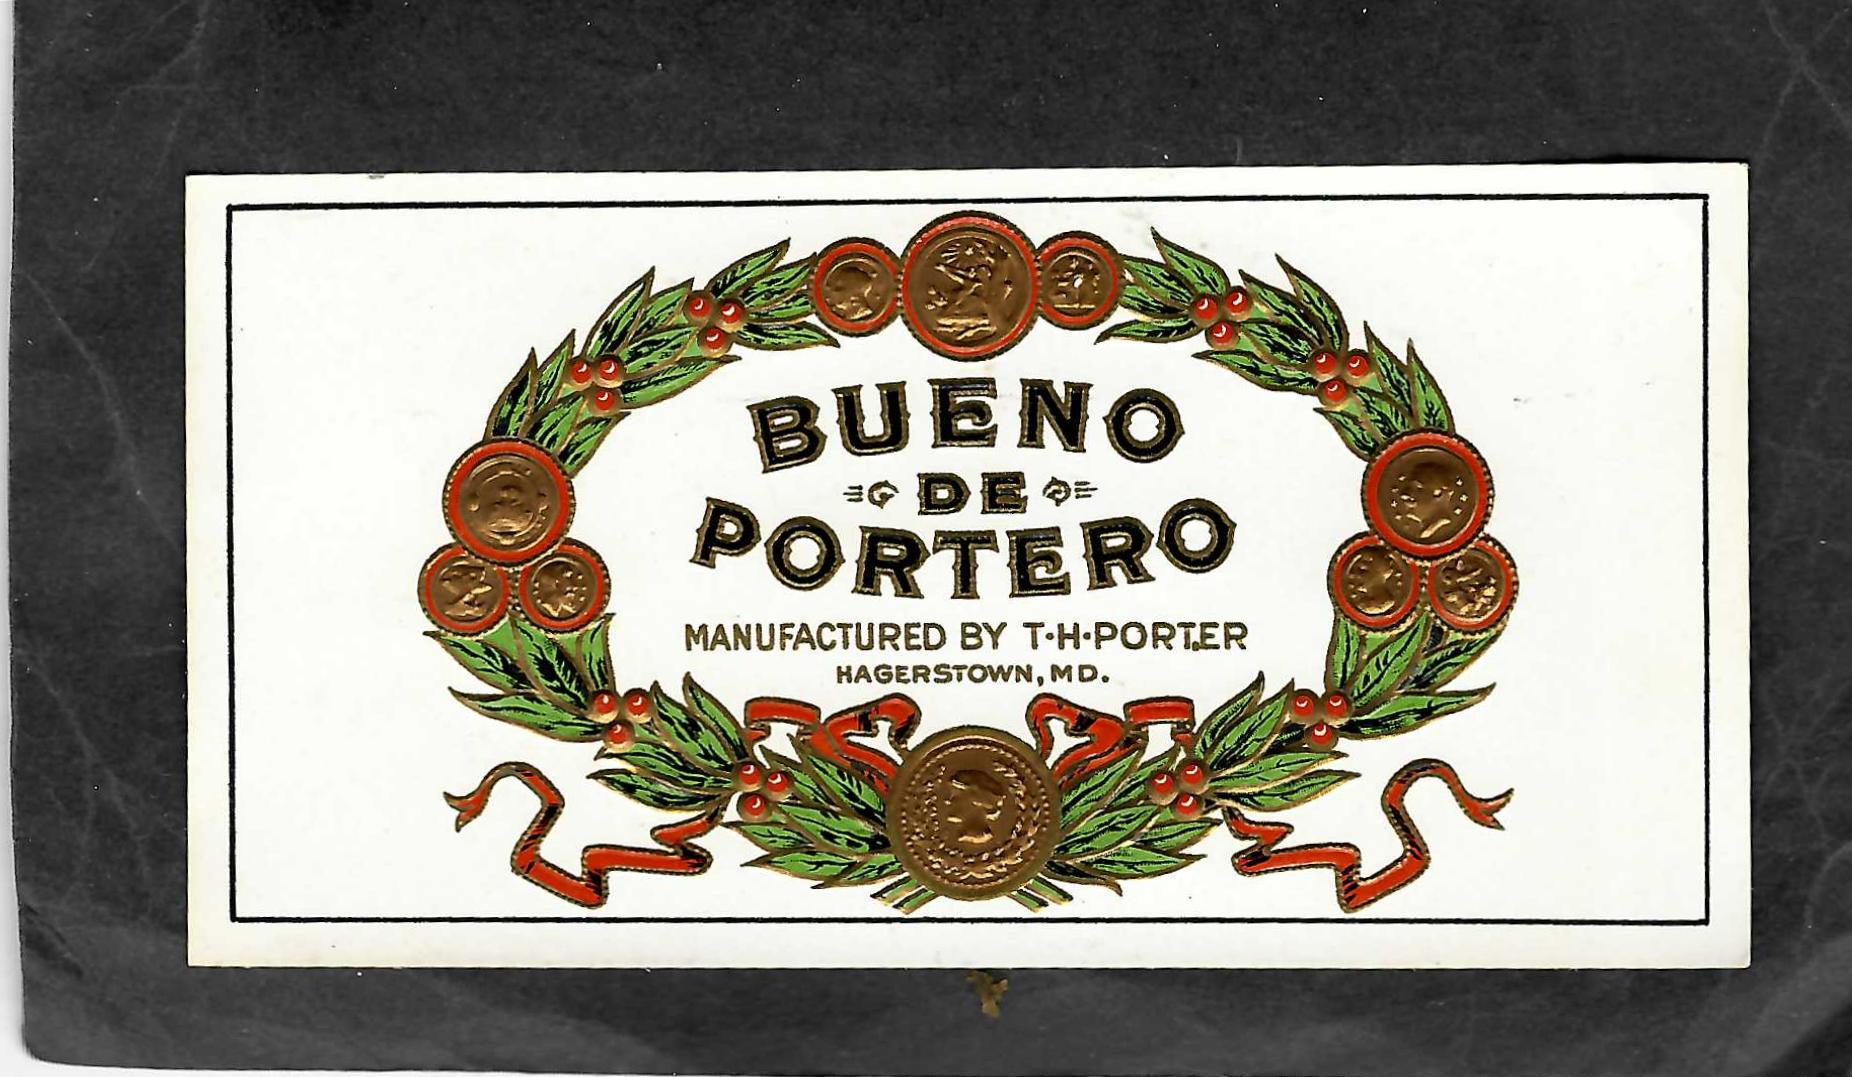 BUENO
DE
PORTERO
MANUFACTURED BY T·H·PORTER
HAGERSTOWN, MD.